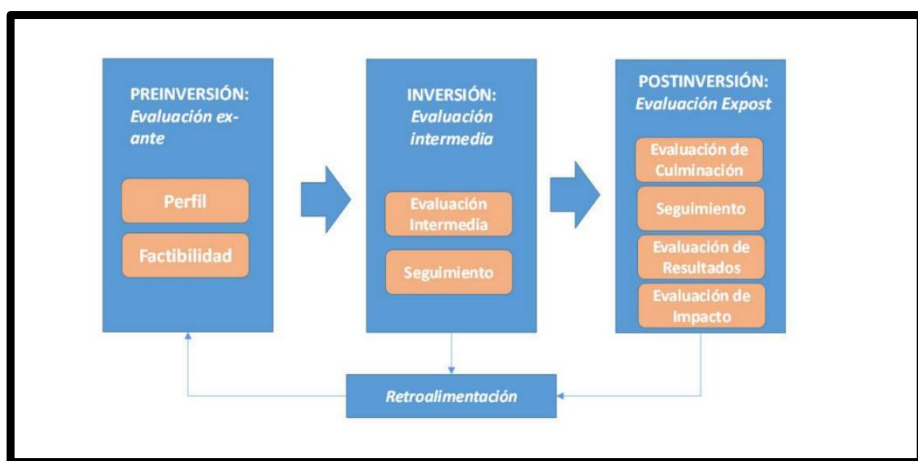 PREINVERSIÓN:
Evaluación ex-
ante
Perfil
Factibilidad
INVERSIÓN:
Evaluación
intermedia
Evaluación
Intermedia
Seguimiento
POSTINVERSIÓN:
Evaluación Expost
Evaluación de
Culminación
Seguimiento
Evaluación de
Resultados
Evaluación de
Impacto
Retroalimentación